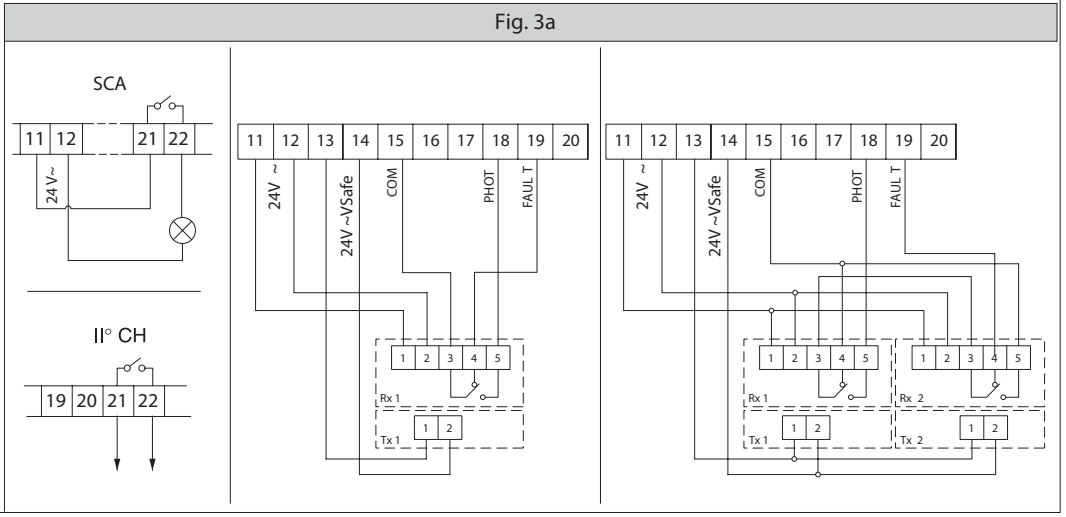 Fig. 3a
SCA
11 12 21 22
24 V~
II° CH
19 20 21 22
11 12 13 14 15 16 17 18 19 20
24V ~
24V ~VSafe
COM
PHOT
FAUL T
1 2 3 4 5
Rx 1
1 2
Tx 1
11 12 13 14 15 16 17 18 19 20
24V ~
24V ~VSafe
COM
PHOT
FAUL T
1 2 3 4 5
Rx 1
1 2 3 4 5
Rx 2
1 2
Tx 1
1 2
Tx 2